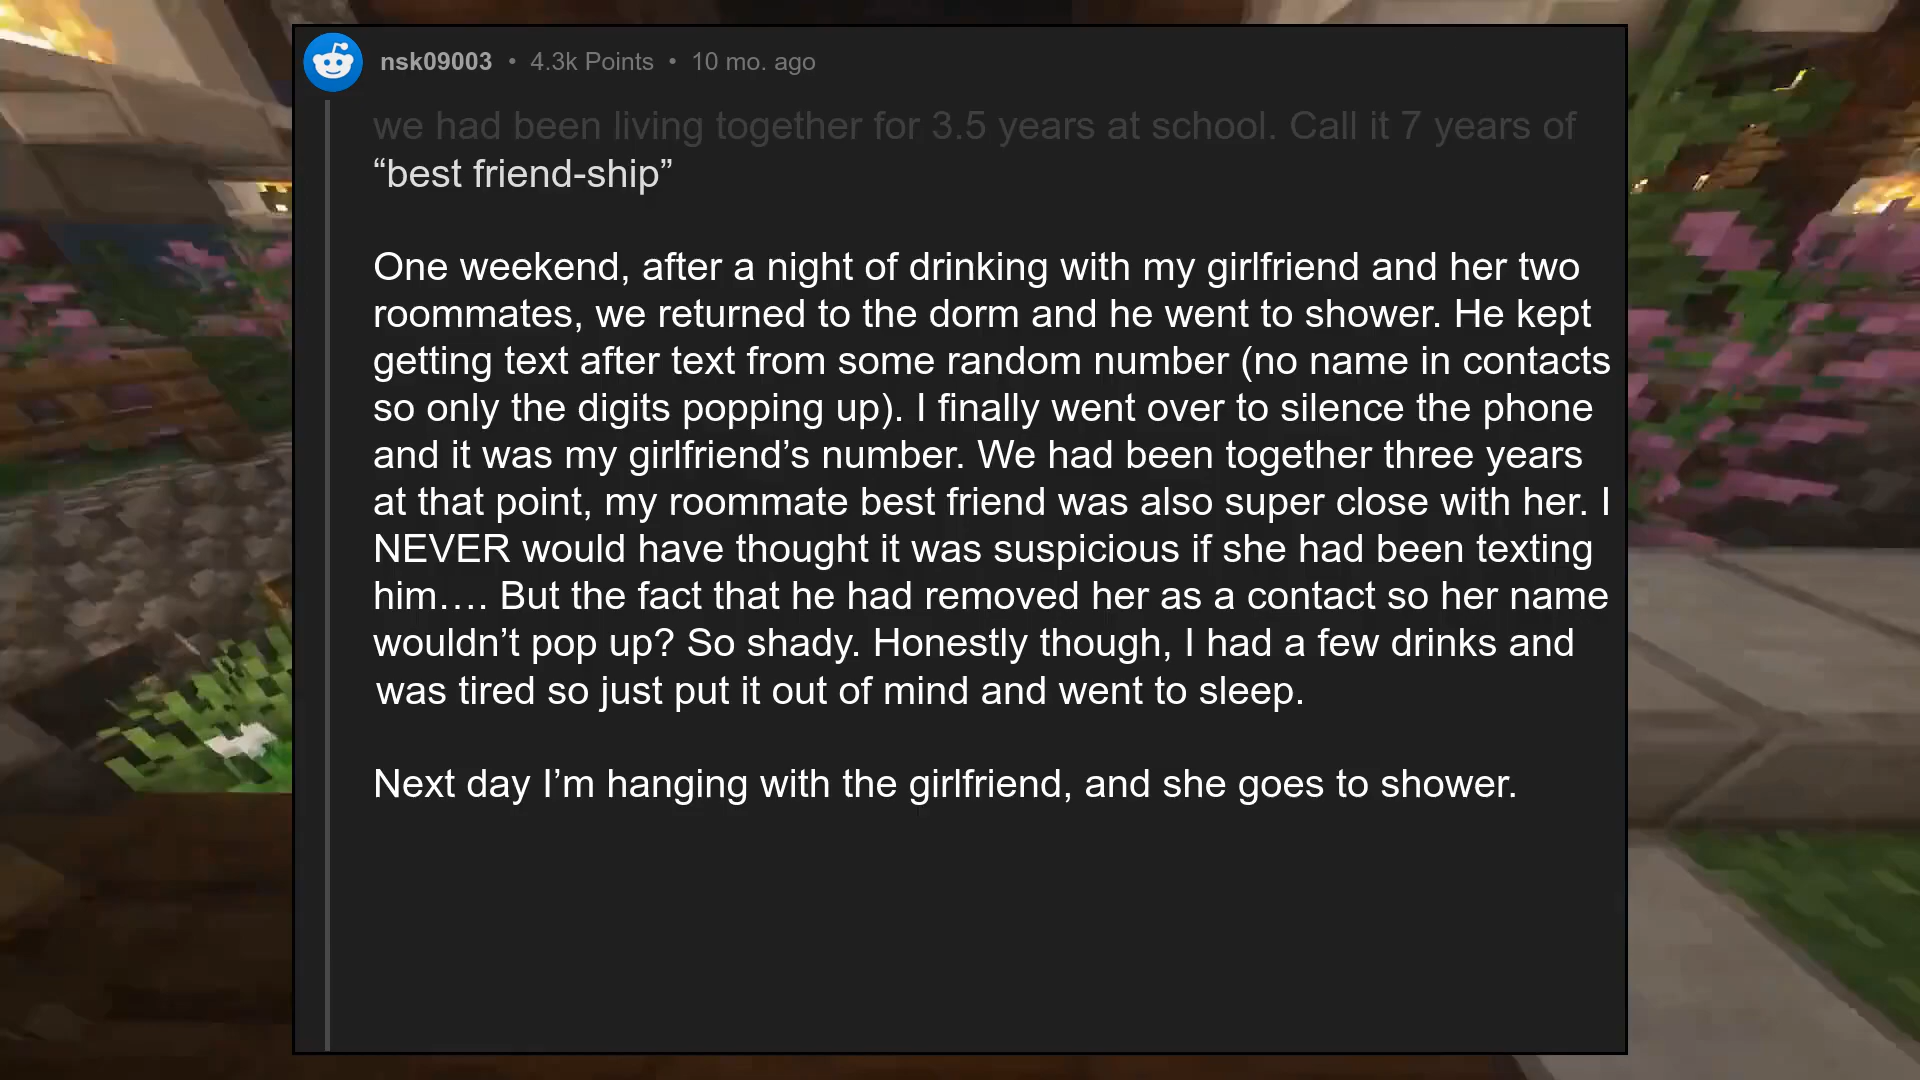 nsk09003 • 4.3k Points • 10 mo. ago
we had been living together for 3.5 years at school. Call it 7 years of
“best friend-ship”
One weekend, after a night of drinking with my girlfriend and her two
roommates, we returned to the dorm and he went to shower. He kept
getting text after text from some random number (no name in contacts
so only the digits popping up). I finally went over to silence the phone
and it was my girlfriend’s number. We had been together three years
at that point, my roommate best friend was also super close with her. I
NEVER would have thought it was suspicious if she had been texting
him…. But the fact that he had removed her as a contact so her name
wouldn’t pop up? So shady. Honestly though, I had a few drinks and
was tired so just put it out of mind and went to sleep.
Next day I’m hanging with the girlfriend, and she goes to shower.